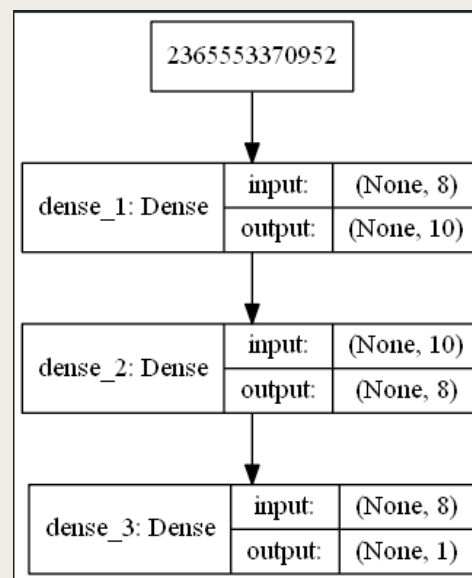 2365553370952
dense_1: Dense
input:
(None, 8)
output:
(None, 10)
dense_2: Dense
input:
(None, 10)
output:
(None, 8)
dense_3: Dense
input:
(None, 8)
output:
(None, 1)